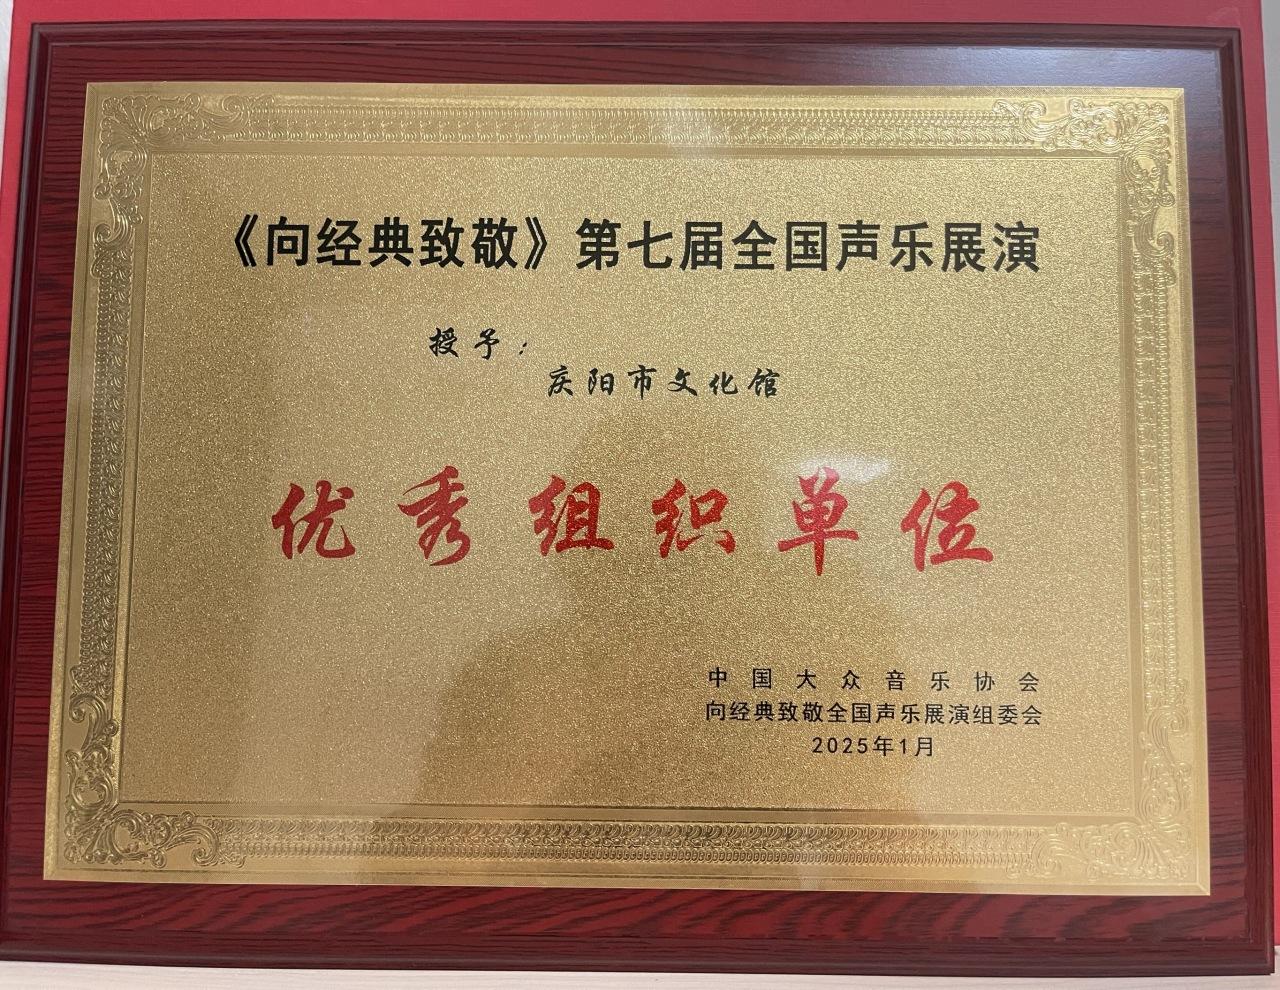 《向经典致敬》第七届全国声乐展演
授予：
庆阳市文化馆
优秀组织单位
中国大众音乐协会
向经典致敬全国声乐展演组委会
2025年1月